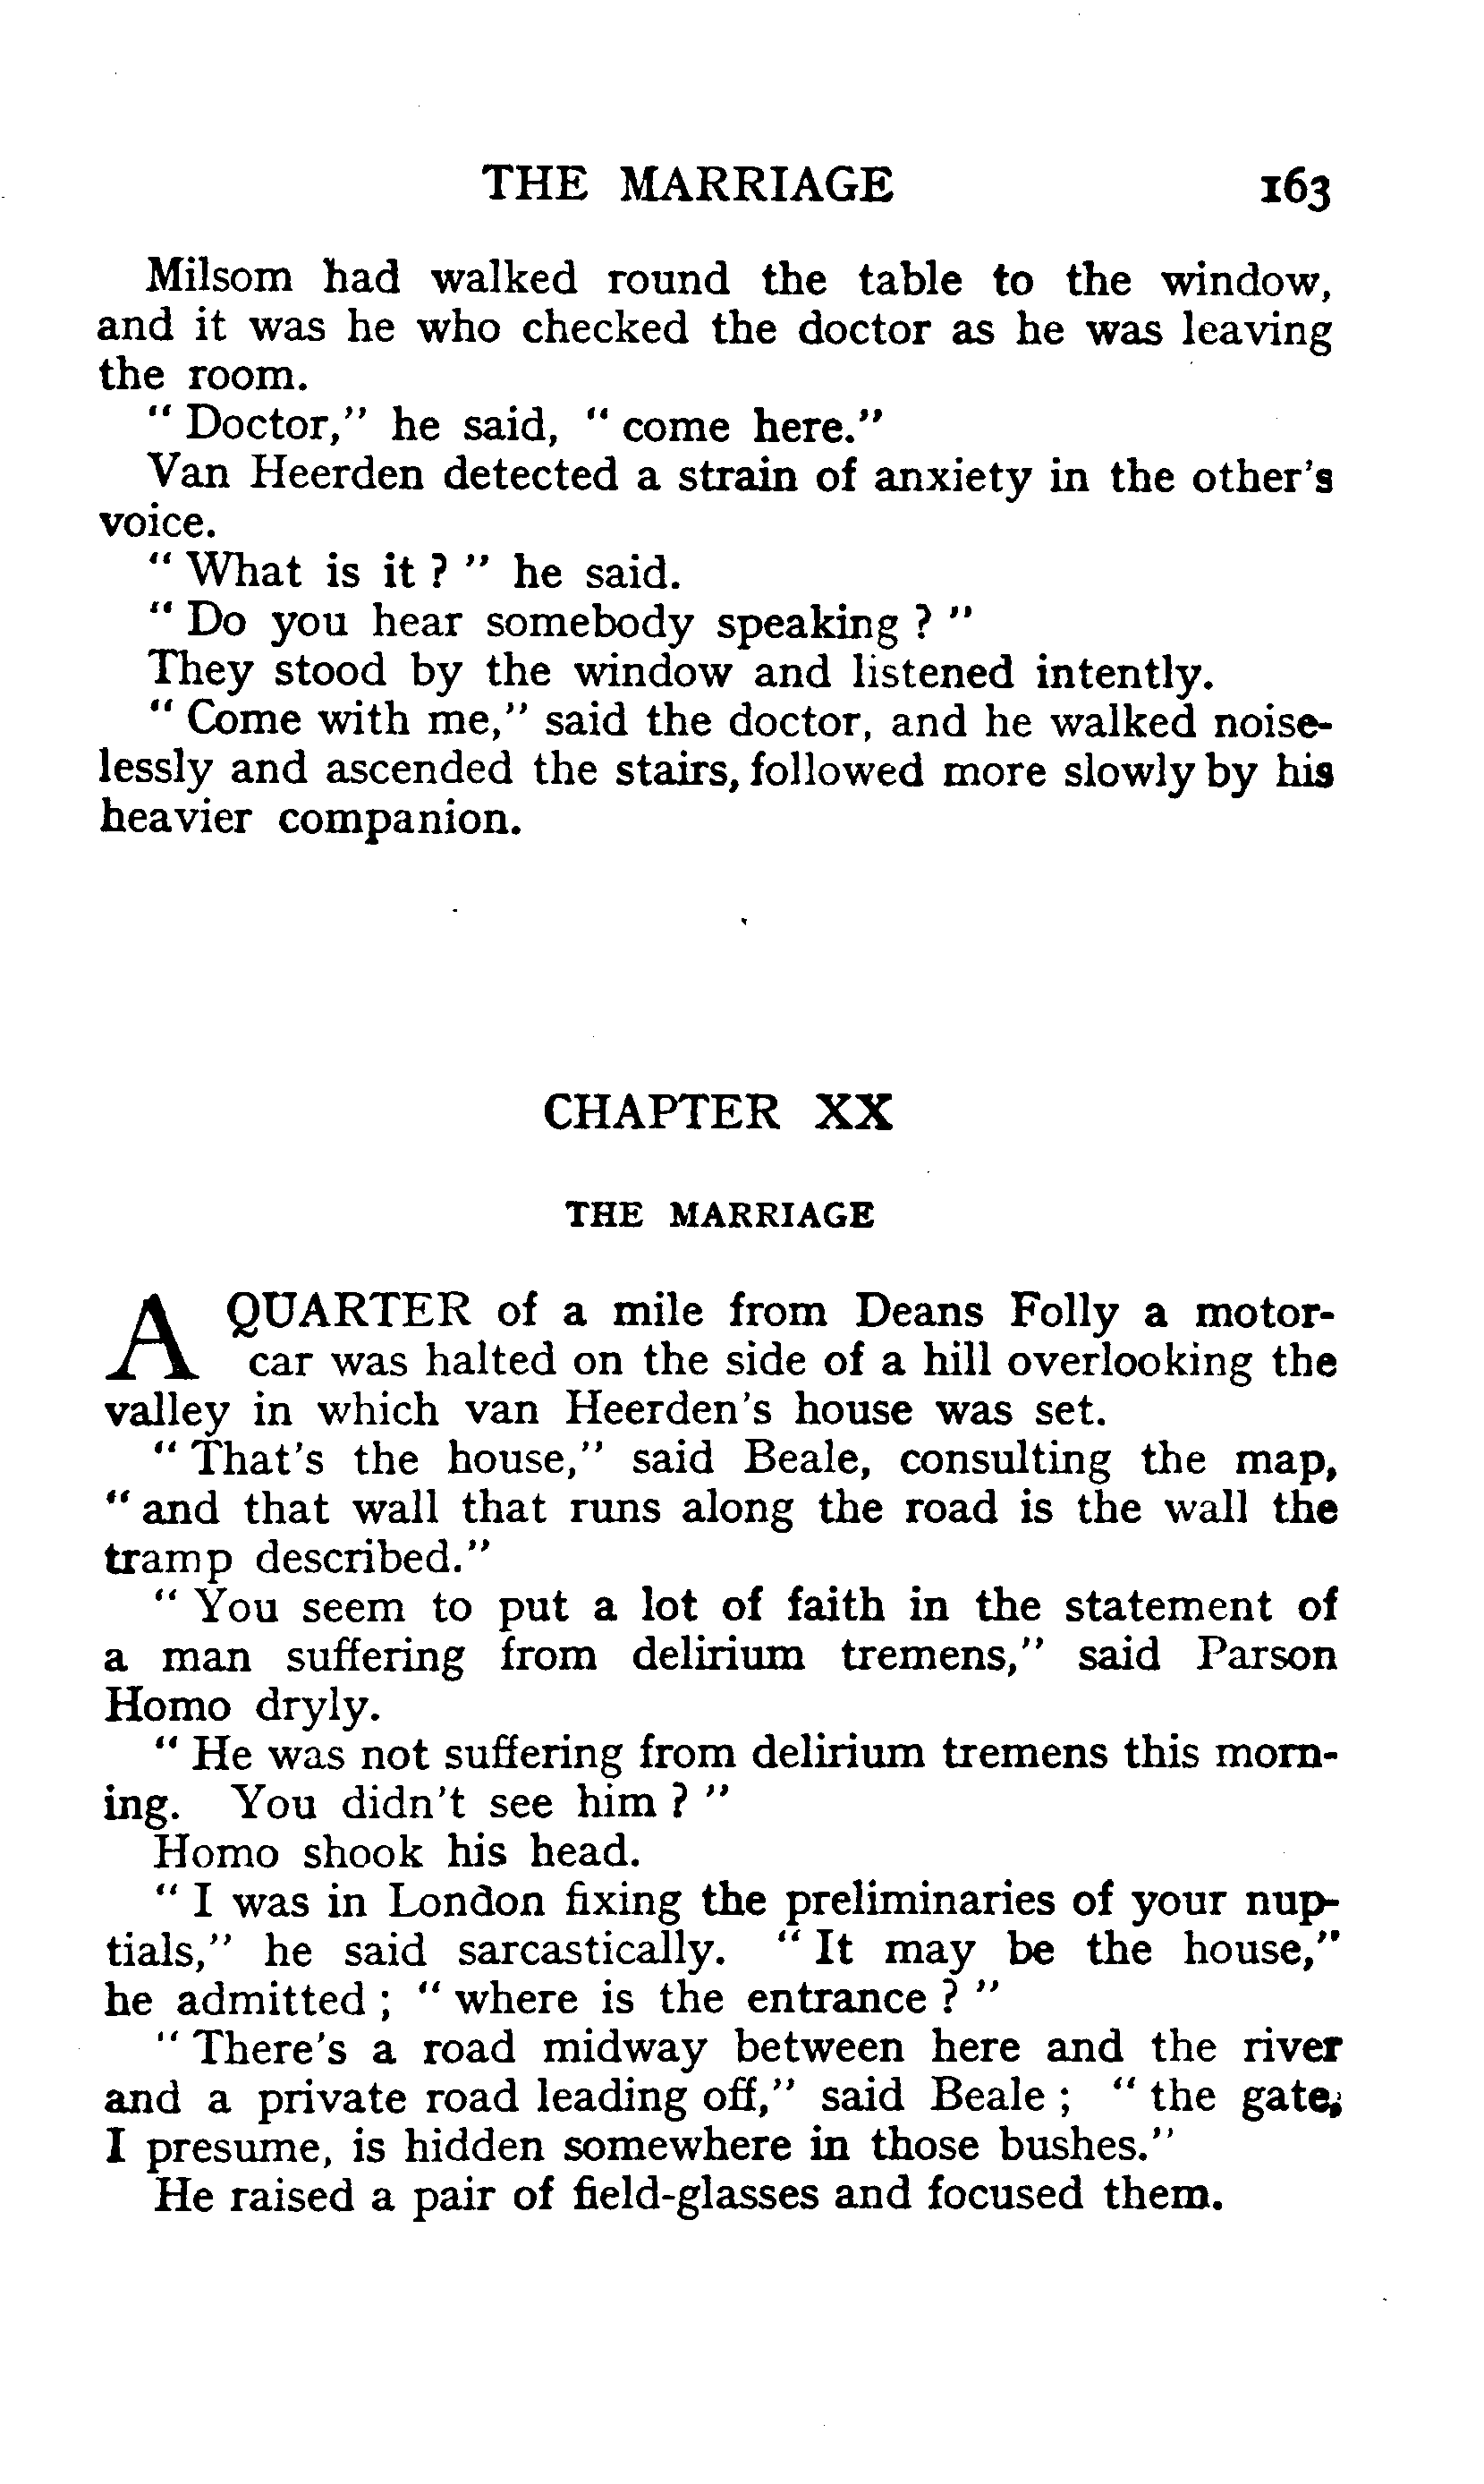 THE MARRIAGE 163
Milsom had walked round the table to the window,
and it was he who checked the doctor as he was leaving
the room.
" Doctor," he said, " come here."
Van Heerden detected a strain of anxiety in the other's
voice.
" What is it ? " he said.
" Do you hear somebody speaking ? "
They stood by the window and listened intently.
" Come with me," said the doctor, and he walked noise-
lessly and ascended the stairs, followed more slowly by his
heavier companion.
CHAPTER XX
THE MARRIAGE
A QUARTER of a mile from Deans Folly a motor-
car was halted on the side of a hill overlooking the
valley in which van Heerden's house was set.
" That's the house," said Beale, consulting the map,
" and that wall that runs along the road is the wall the
tramp described."
" You seem to put a lot of faith in the statement of
a man suffering from delirium tremens," said Parson
Homo dryly.
" He was not suffering from delirium tremens this morn-
ing. You didn't see him ? "
Homo shook his head.
" I was in London fixing the preliminaries of your nup-
tials," he said sarcastically. " It may be the house,"
he admitted ; " where is the entrance ? "
" There's a road midway between here and the river
and a private road leading off," said Beale ; " the gate,
I presume, is hidden somewhere in those bushes."
He raised a pair of field-glasses and focused them.